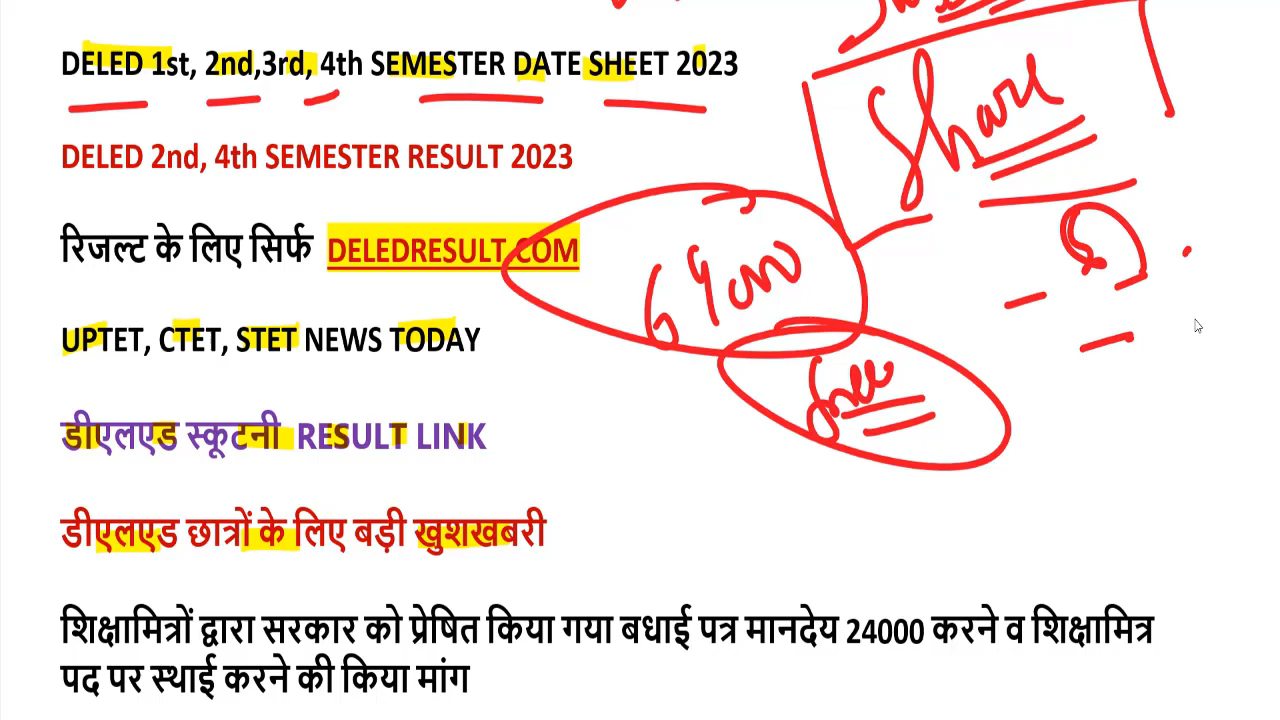 DELED 1st, 2nd,3rd, 4th SEMESTER DATE SHEET 2023
Share
DELED 2nd, 4th SEMESTER RESULT 2023
रिजल्ट के लिए सिर्फ DELEDRESULT.COM
69000
UPTET, CTET, STET NEWS TODAY
free
डीएलएड स्कूटनी RESULT LINK
डीएलएड छात्रों के लिए बड़ी खुशखबरी
शिक्षामित्रों द्वारा सरकार को प्रेषित किया गया बधाई पत्र मानदेय 24000 करने व शिक्षामित्र
पद पर स्थाई करने की किया मांग